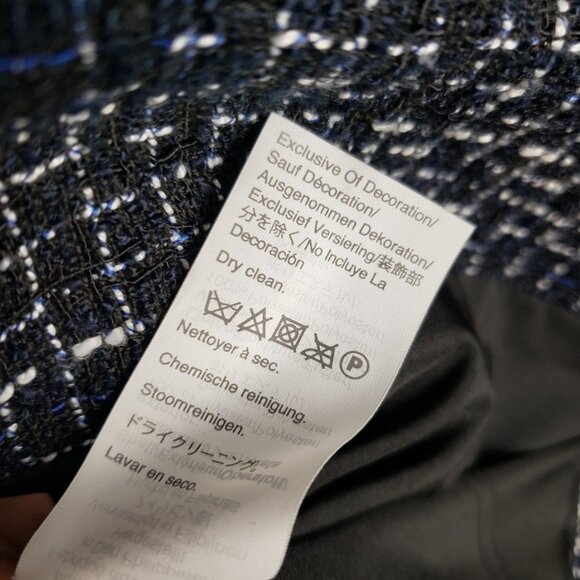 Exclusive Of Decoration/
Sauf Décoration/
Ausgenommen Dekoration/
Exclusief Versiering/装飾部
分を除く/No Incluye La
Decoración
Dry clean.
P
Nettoyer à sec.
Chemische reinigung.
Stoomreinigen.
ドライクリーニング。
Lavar en seco.